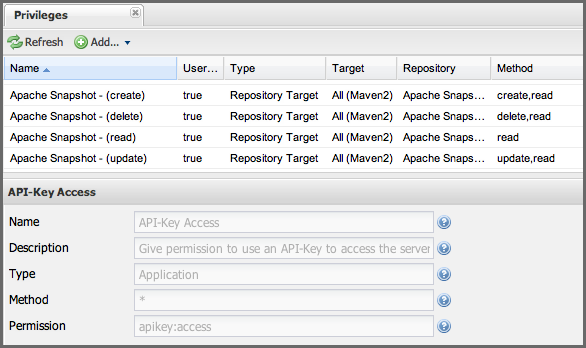 Privileges
Refresh Add...
Name User... Type Target Repository Method
Apache Snapshot - (create) true Repository Target All (Maven2) Apache Snaps... create,read
Apache Snapshot - (delete) true Repository Target All (Maven2) Apache Snaps... delete,read
Apache Snapshot - (read) true Repository Target All (Maven2) Apache Snaps... read
Apache Snapshot - (update) true Repository Target All (Maven2) Apache Snaps... update,read
API-Key Access
Name API-Key Access
Description Give permission to use an API-Key to access the server
Type Application
Method *
Permission apikey:access